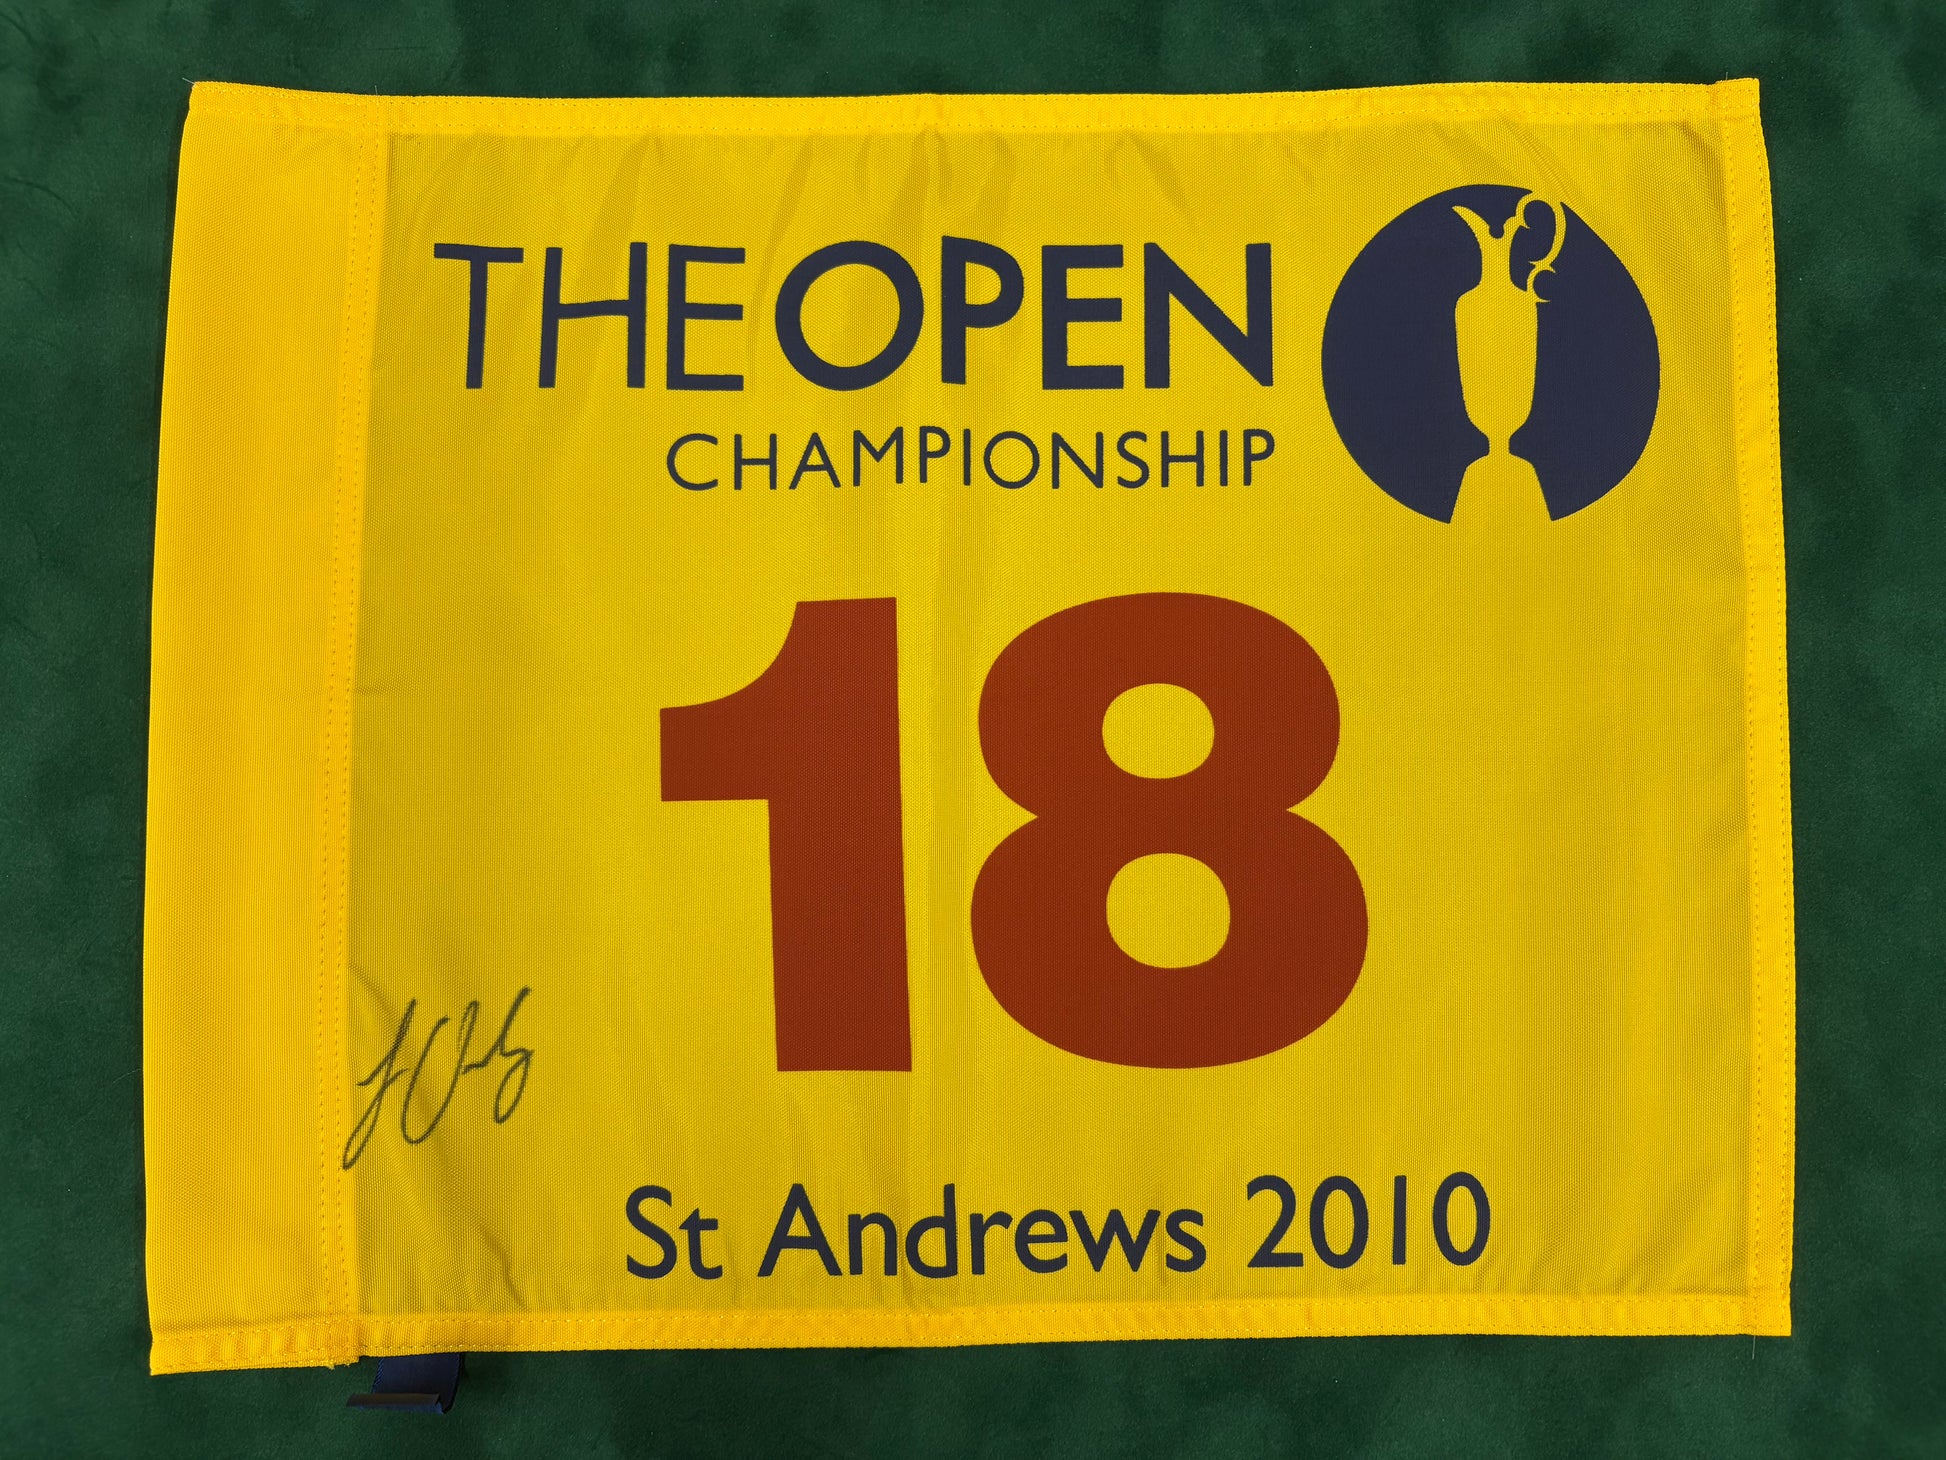 THE OPEN
CHAMPIONSHIP
18
St Andrews 2010